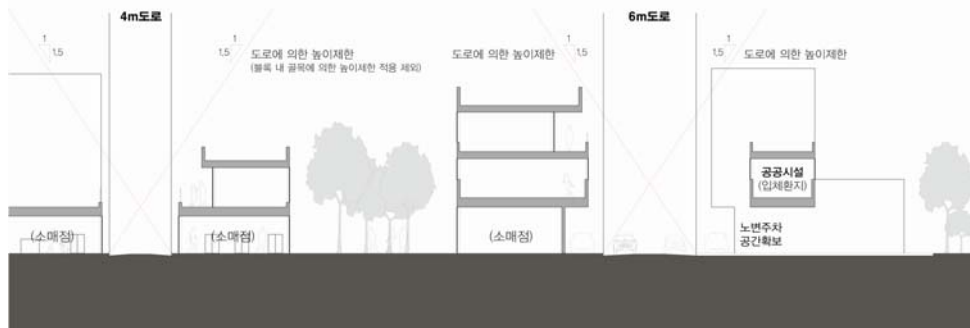 4m도로
6m도로
1
1.5
1
1.5
도로에 의한 높이제한
(블록 내 골목에 의한 높이제한 적용 제외)
도로에 의한 높이제한
1
1.5
1
1.5
도로에 의한 높이제한
공공시설
(입체환지)
(소매점)
(소매점)
(소매점)
노변주차
공간확보